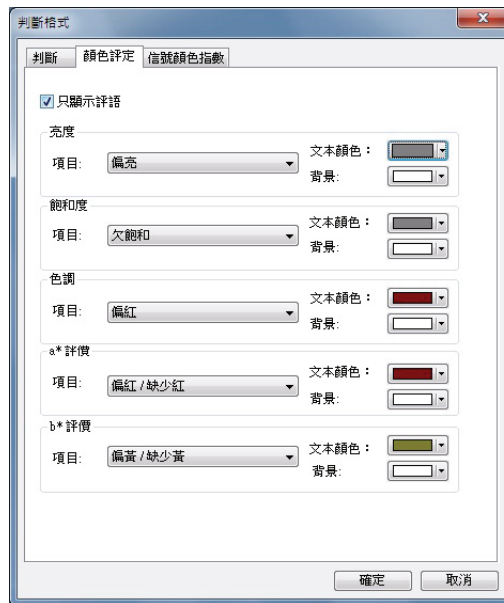 判斷格式
判斷 顏色評定 信號顏色指數
只顯示評語
亮度
項目: 偏亮 文本顏色：
背景:
飽和度
項目: 欠飽和 文本顏色：
背景:
色調
項目: 偏紅 文本顏色：
背景:
a* 評價
項目: 偏紅 / 缺少紅 文本顏色：
背景:
b* 評價
項目: 偏黃 / 缺少黃 文本顏色：
背景:
確定 取消